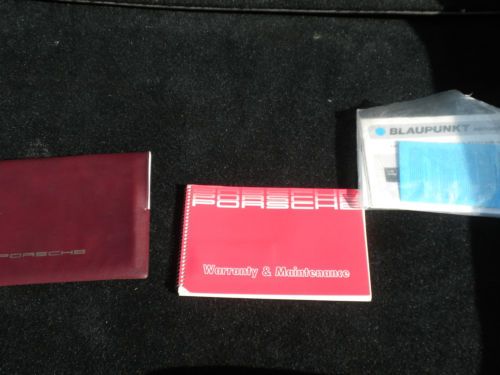 BLAUPUNKT
PORSCHE
Warranty & Maintenance
PORSCHE